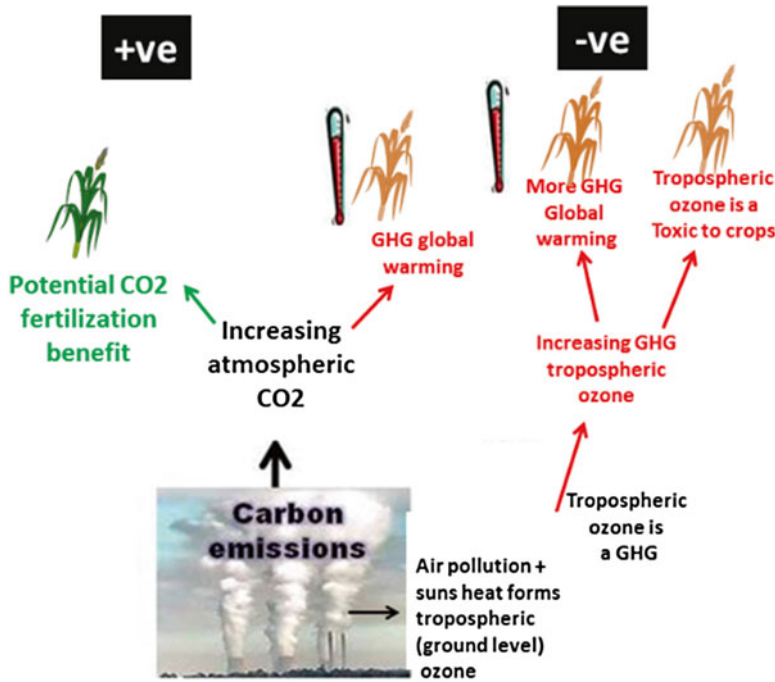 +ve
-ve
GHG global
warming
More GHG
Global
warming
Tropospheric
ozone is a
Toxic to crops
Potential CO2
fertilization
benefit
Increasing
atmospheric
CO2
Increasing GHG
tropospheric
ozone
Carbon
emissions
Tropospheric
ozone is
a GHG
Air pollution +
suns heat forms
tropospheric
(ground level)
ozone